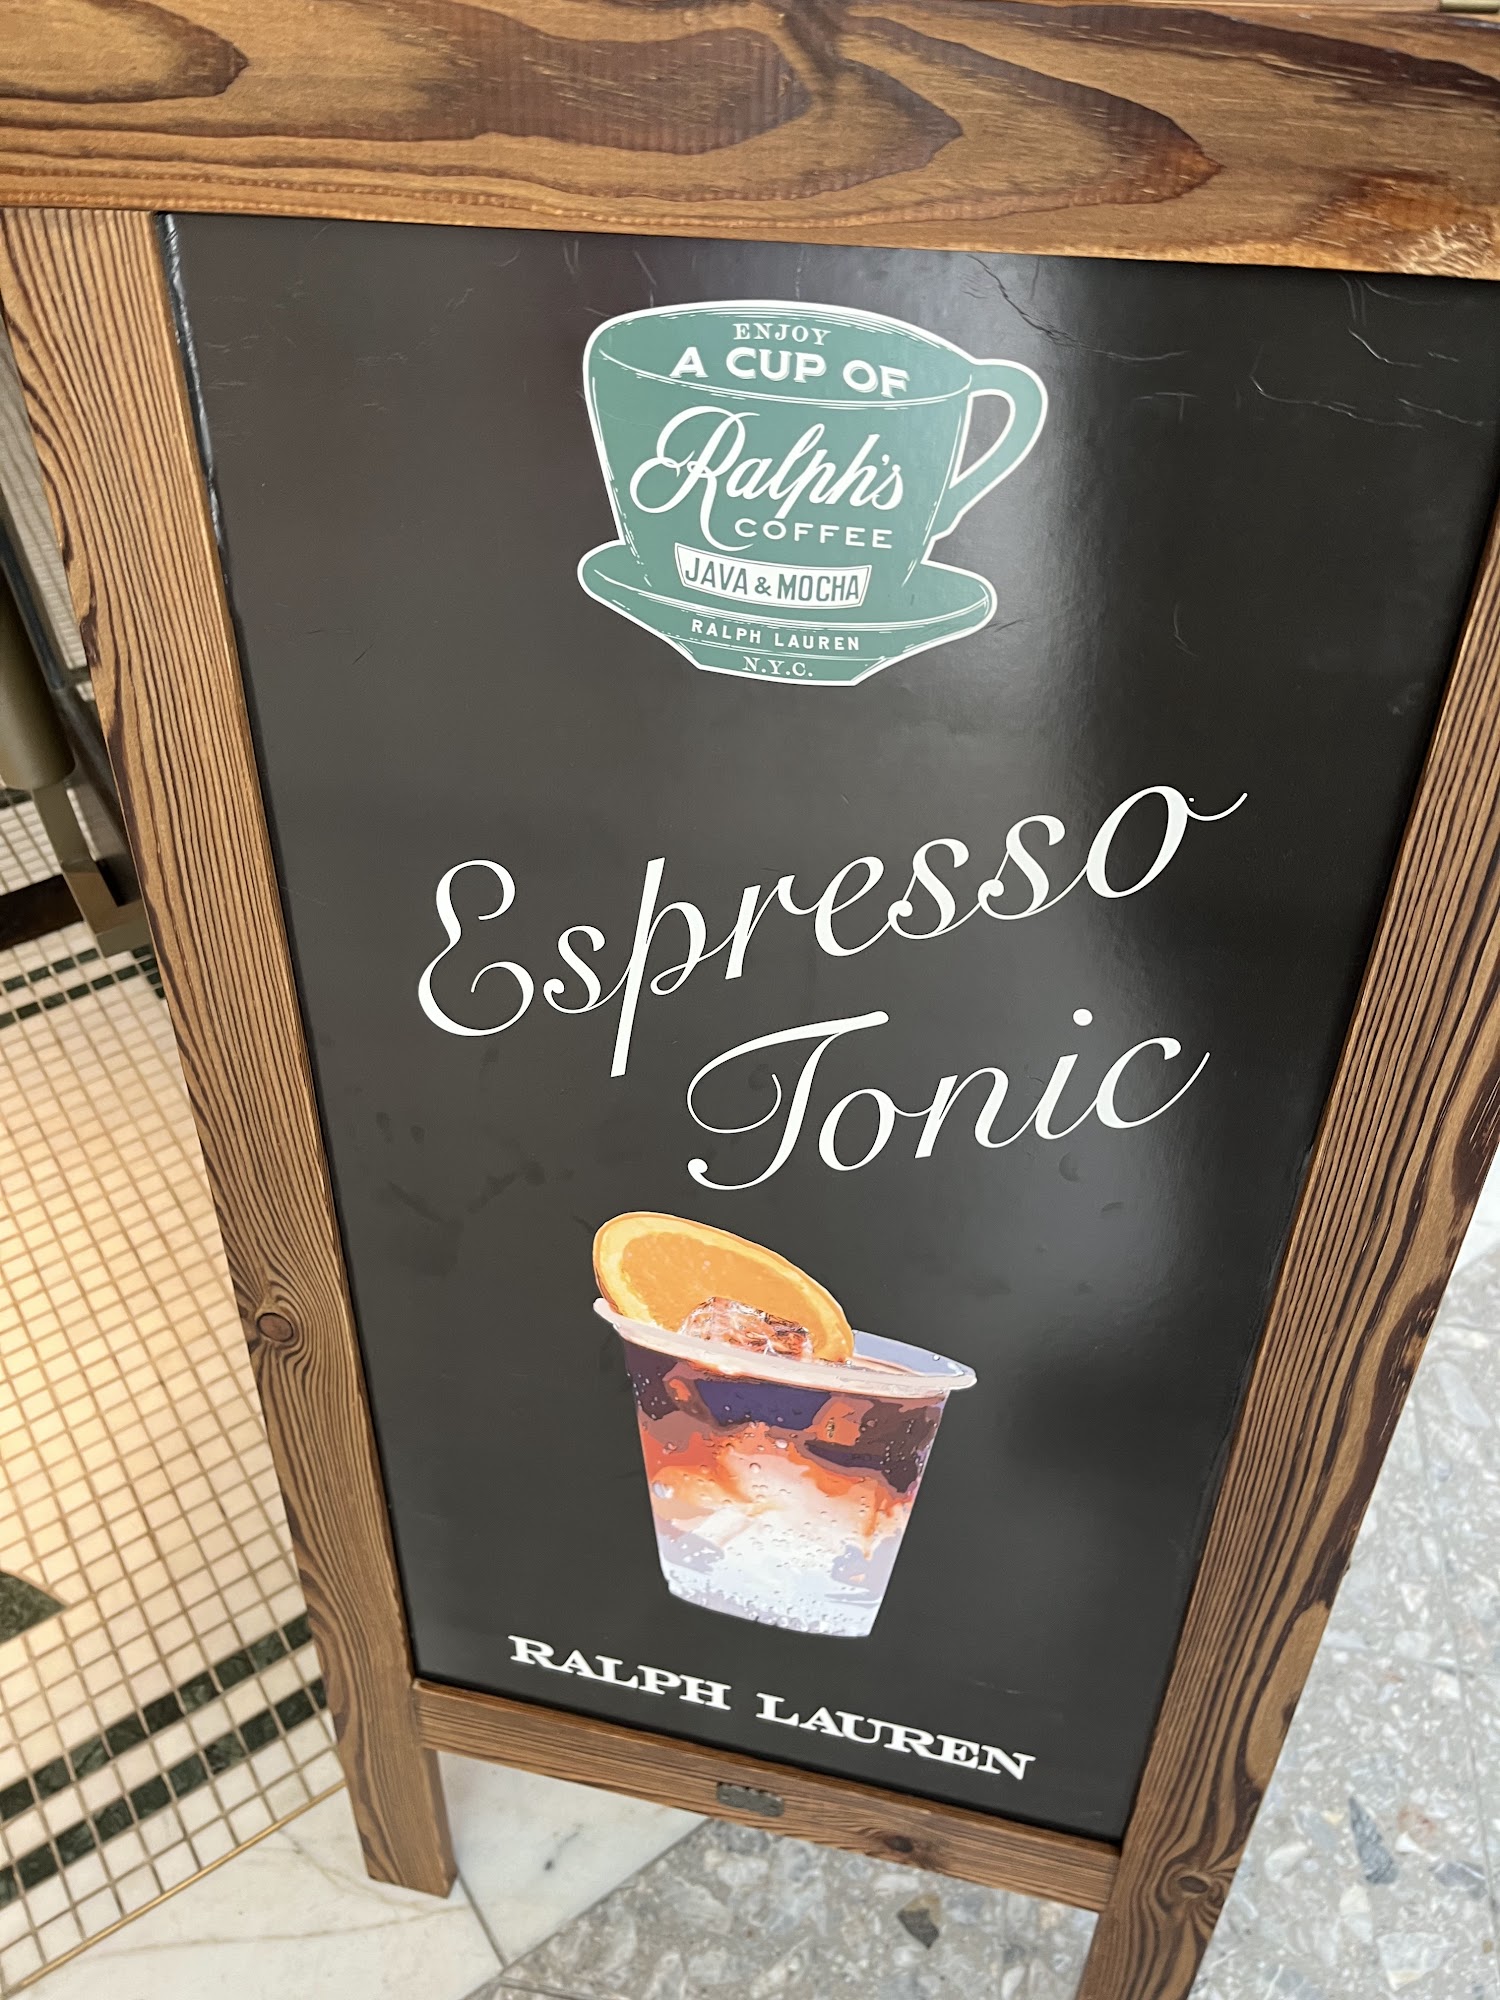 ENJOY
A CUP OF
Ralph's
COFFEE
JAVA & MOCHA
RALPH LAUREN
N.Y.C.
Espresso
Tonic
RALPH LAUREN